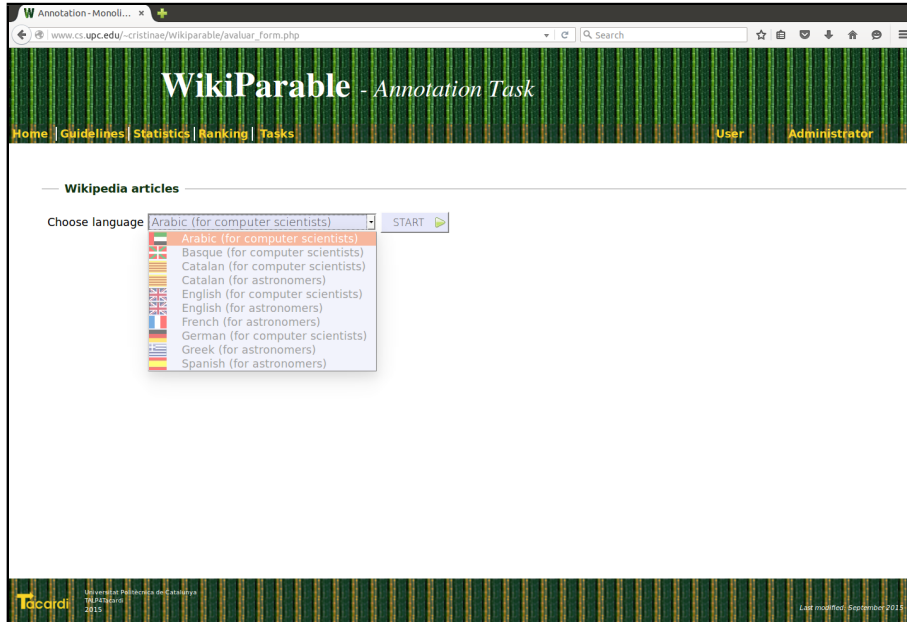 W Annotation - Monoli... ×
www.cs.upc.edu/~cristinae/Wikiparable/avaluar_form.php
Search
WikiParable - Annotation Task
Home | Guidelines | Statistics | Ranking | Tasks User Administrator
Wikipedia articles
Choose language Arabic (for computer scientists) START
Arabic (for computer scientists)
Basque (for computer scientists)
Catalan (for computer scientists)
Catalan (for astronomers)
English (for computer scientists)
English (for astronomers)
French (for astronomers)
German (for computer scientists)
Greek (for astronomers)
Spanish (for astronomers)
Tacardi
Universitat Politècnica de Catalunya
TALP4Tacardi
2015
Last modified: September 2015